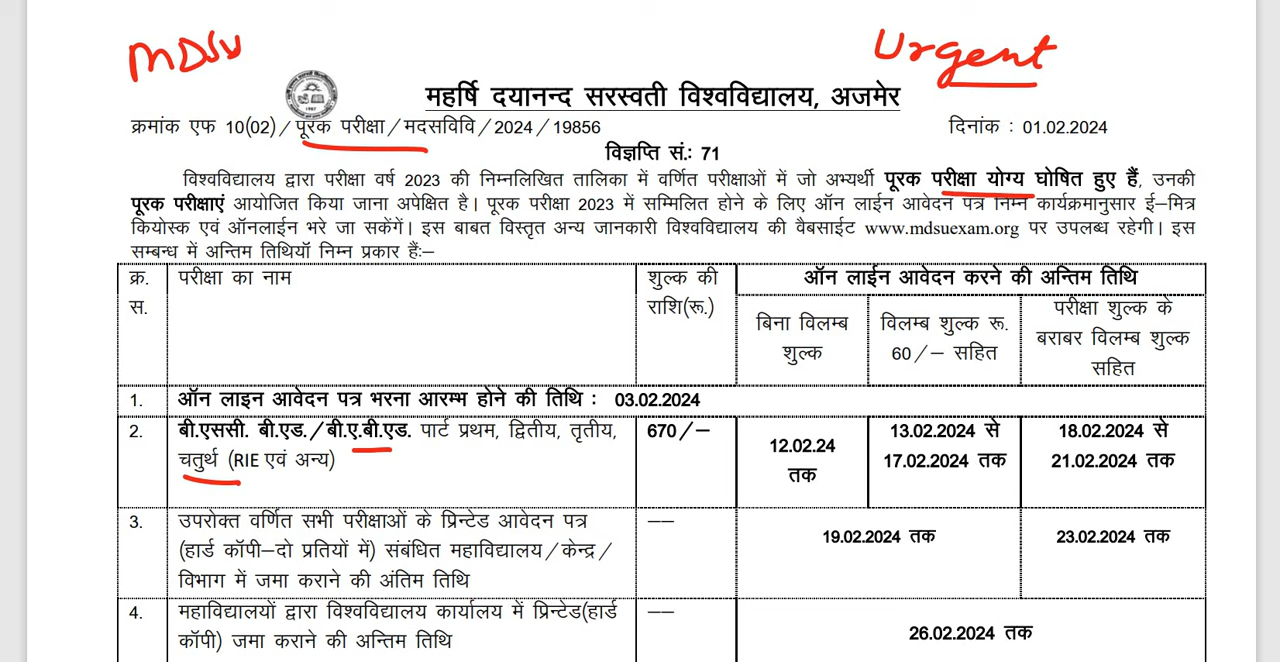 MDSU
Urgent
महर्षि दयानन्द सरस्वती विश्वविद्यालय, अजमेर
क्रमांक एफ 10(02)/पूरक परीक्षा/मदसविवि/2024/19856
दिनांक : 01.02.2024
विज्ञप्ति सं.: 71
विश्वविद्यालय द्वारा परीक्षा वर्ष 2023 की निम्नलिखित तालिका में वर्णित परीक्षाओं में जो अभ्यर्थी पूरक परीक्षा योग्य घोषित हुए हैं, उनकी
पूरक परीक्षाएं आयोजित किया जाना अपेक्षित है। पूरक परीक्षा 2023 में सम्मिलित होने के लिए ऑन लाईन आवेदन पत्र निम्न कार्यक्रमानुसार ई–मित्र
कियोस्क एवं ऑनलाईन भरे जा सकेंगें। इस बाबत विस्तृत अन्य जानकारी विश्वविद्यालय की वैबसाईट www.mdsuexam.org पर उपलब्ध रहेगी। इस
सम्बन्ध में अन्तिम तिथियॉ निम्न प्रकार हैं:–
क्र. परीक्षा का नाम शुल्क की ऑन लाईन आवेदन करने की अन्तिम तिथि
स. राशि(रू.)
बिना विलम्ब
शुल्क
विलम्ब शुल्क रू.
60/– सहित
परीक्षा शुल्क के
बराबर विलम्ब शुल्क
सहित
1. ऑन लाइन आवेदन पत्र भरना आरम्भ होने की तिथि : 03.02.2024
2. बी.एससी. बी.एड./बी.ए.बी.एड. पार्ट प्रथम, द्वितीय, तृतीय,
चतुर्थ (RIE एवं अन्य)
670/–
12.02.24
तक
13.02.2024 से
17.02.2024 तक
18.02.2024 से
21.02.2024 तक
3. उपरोक्त वर्णित सभी परीक्षाओं के प्रिन्टेड आवेदन पत्र
(हार्ड कॉपी–दो प्रतियों में) संबंधित महाविद्यालय/केन्द्र/
विभाग में जमा कराने की अंतिम तिथि
––
19.02.2024 तक
23.02.2024 तक
4. महाविद्यालयों द्वारा विश्वविद्यालय कार्यालय में प्रिन्टेड(हार्ड
कॉपी) जमा कराने की अन्तिम तिथि
––
26.02.2024 तक